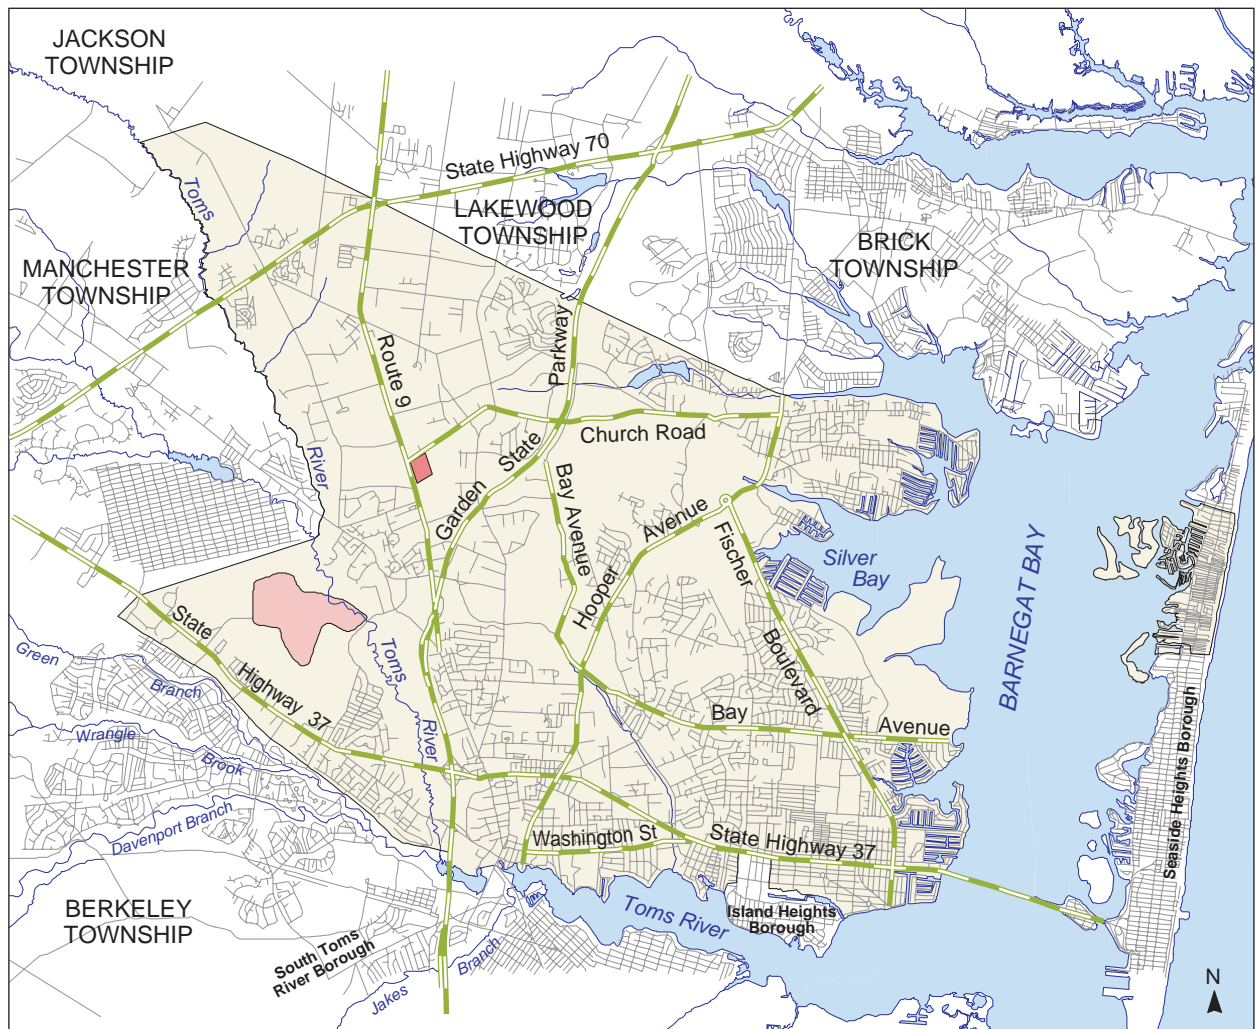 JACKSON
TOWNSHIP
State Highway 70
Toms
LAKEWOOD
TOWNSHIP
BRICK
TOWNSHIP
MANCHESTER
TOWNSHIP
Parkway
Route 9
Church Road
State
River
Garden
Bay Avenue
Avenue
Fischer
Hooper
Silver
Bay
BARNEGAT BAY
State
Highway 37
Toms
River
Boulevard
Green
Branch
Bay
Avenue
Wrangle
Brook
Davenport Branch
Seaside Heights Borough
Washington St
State Highway 37
BERKELEY
TOWNSHIP
Toms River
Island Heights
Borough
South Toms
River Borough
Jakes
Branch
N